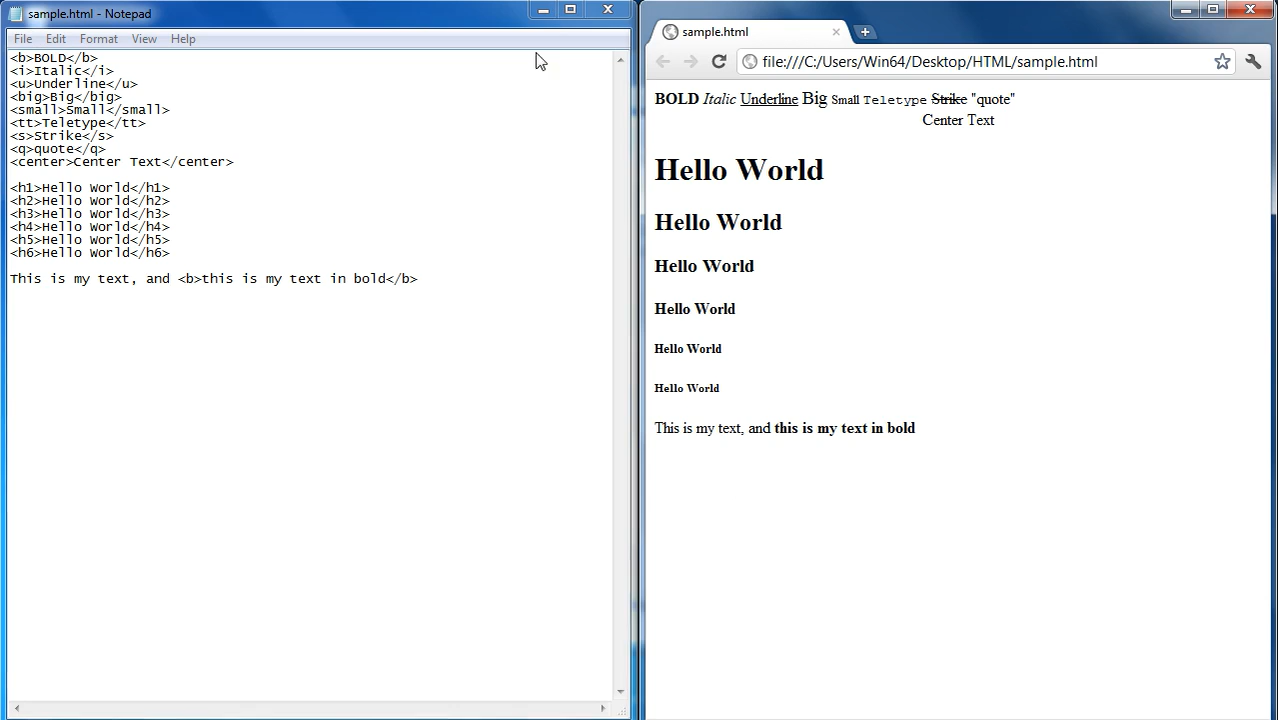 sample.html - Notepad
File Edit Format View Help
<b>BOLD</b>
<i>Italic</i>
<u>Underline</u>
<big>Big</big>
<small>Small</small>
<tt>Teletype</tt>
<s>Strike</s>
<q>quote</q>
<center>Center Text</center>
<h1>Hello World</h1>
<h2>Hello World</h2>
<h3>Hello World</h3>
<h4>Hello World</h4>
<h5>Hello World</h5>
<h6>Hello World</h6>
This is my text, and <b>this is my text in bold</b>
sample.html
file:///C:/Users/Win64/Desktop/HTML/sample.html
BOLD Italic Underline Big Small Teletype Strike "quote"
Center Text
Hello World
Hello World
Hello World
Hello World
Hello World
Hello World
This is my text, and this is my text in bold